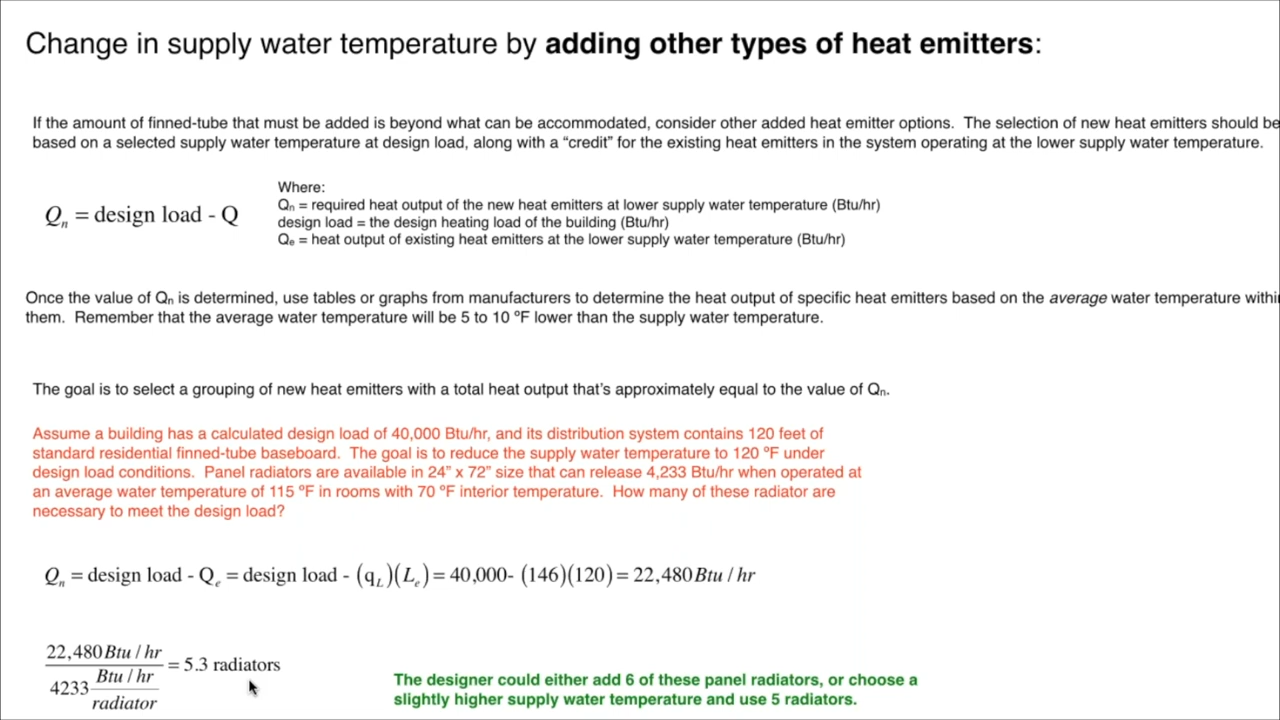 Change in supply water temperature by adding other types of heat emitters:
If the amount of finned-tube that must be added is beyond what can be accommodated, consider other added heat emitter options. The selection of new heat emitters should be
based on a selected supply water temperature at design load, along with a “credit” for the existing heat emitters in the system operating at the lower supply water temperature.
Qn = design load - Q
Where:
Qn = required heat output of the new heat emitters at lower supply water temperature (Btu/hr)
design load = the design heating load of the building (Btu/hr)
Qe = heat output of existing heat emitters at the lower supply water temperature (Btu/hr)
Once the value of Qn is determined, use tables or graphs from manufacturers to determine the heat output of specific heat emitters based on the average water temperature withi
them. Remember that the average water temperature will be 5 to 10 ºF lower than the supply water temperature.
The goal is to select a grouping of new heat emitters with a total heat output that’s approximately equal to the value of Qn.
Assume a building has a calculated design load of 40,000 Btu/hr, and its distribution system contains 120 feet of
standard residential finned-tube baseboard. The goal is to reduce the supply water temperature to 120 ºF under
design load conditions. Panel radiators are available in 24” x 72” size that can release 4,233 Btu/hr when operated at
an average water temperature of 115 ºF in rooms with 70 ºF interior temperature. How many of these radiator are
necessary to meet the design load?
Qn = design load - Qe = design load - (qL)(Le) = 40,000- (146)(120) = 22,480 Btu / hr
22,480 Btu / hr
4233 Btu / hr
radiator
= 5.3 radiators
The designer could either add 6 of these panel radiators, or choose a
slightly higher supply water temperature and use 5 radiators.